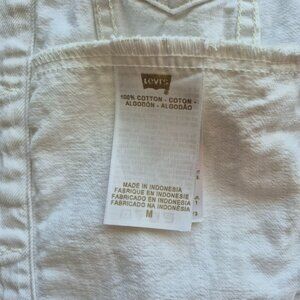 Levi's
100% COTTON - COTON -
ALGODÓN - ALGODÃO
MADE IN INDONESIA
FABRIQUÉ EN INDONÉSIE
FABRICADO EN INDONESIA
FABRICADO NA INDONÉSIA
M